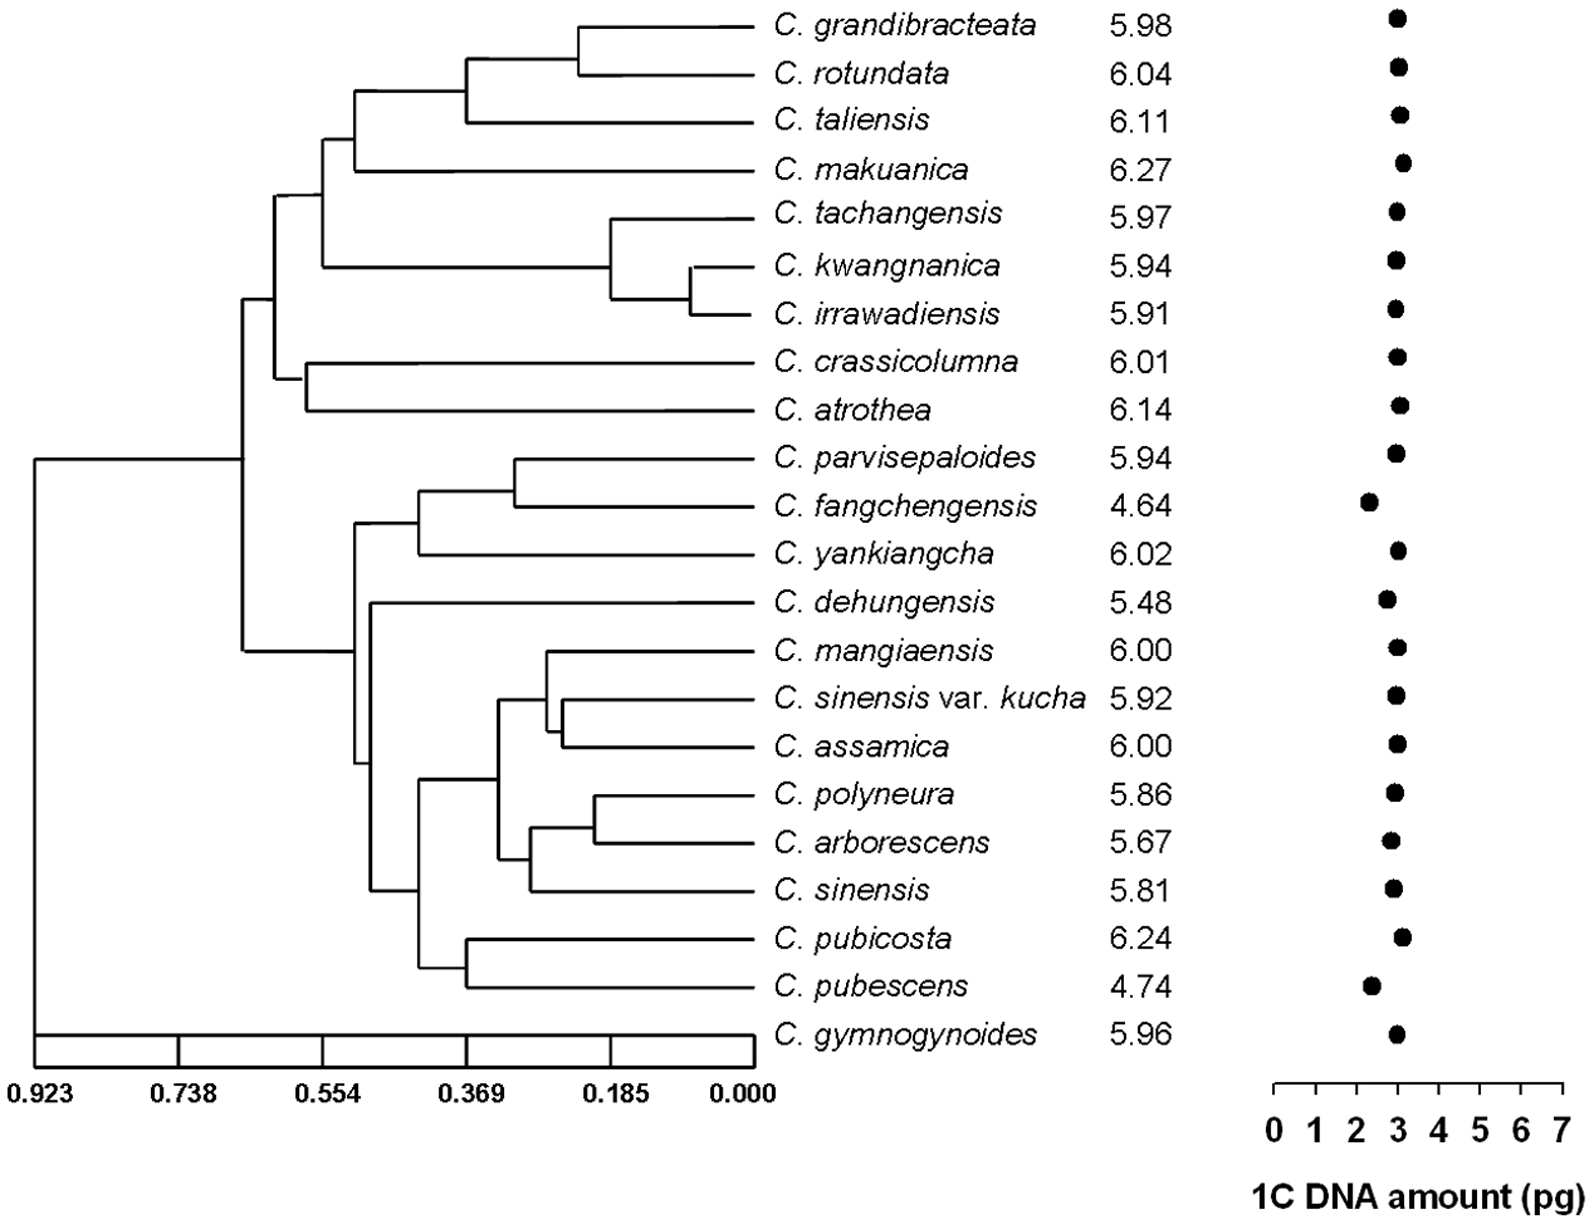 C. grandibracteata 5.98
C. rotundata 6.04
C. taliensis 6.11
C. makuanica 6.27
C. tachangensis 5.97
C. kwangnanica 5.94
C. irrawadiensis 5.91
C. crassicolumna 6.01
C. atrothea 6.14
C. parvisepaloides 5.94
C. fangchengensis 4.64
C. yankiangcha 6.02
C. dehungensis 5.48
C. mangiaensis 6.00
C. sinensis var. kucha 5.92
C. assamica 6.00
C. polyneura 5.86
C. arborescens 5.67
C. sinensis 5.81
C. pubicosta 6.24
C. pubescens 4.74
C. gymnogynoides 5.96
0.923 0.738 0.554 0.369 0.185 0.000
0 1 2 3 4 5 6 7
1C DNA amount (pg)